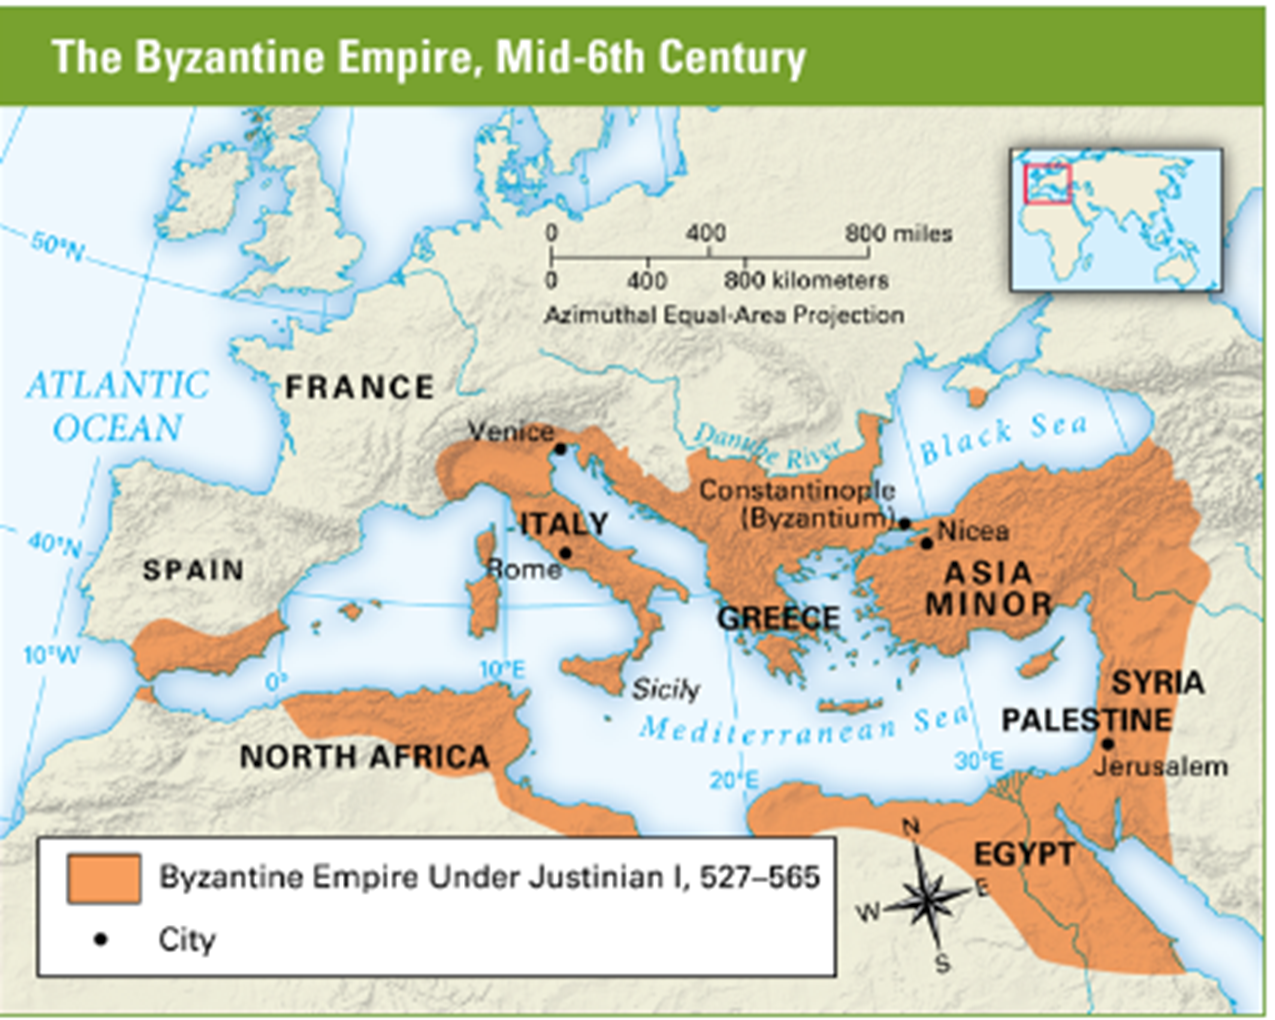 The Byzantine Empire, Mid-6th Century
0 400 800 miles
0 400 800 kilometers
Azimuthal Equal-Area Projection
50°N
ATLANTIC
OCEAN
FRANCE
Venice
Danube River
Black Sea
Constantinople
(Byzantium)
Nicea
ITALY
40°N
SPAIN
Rome
ASIA
MINOR
GREECE
10°W
0°
10°E
Sicily
SYRIA
Mediterranean Sea
PALESTINE
NORTH AFRICA
20°E
30°E
Jerusalem
EGYPT
N
W E
S
Byzantine Empire Under Justinian I, 527–565
City